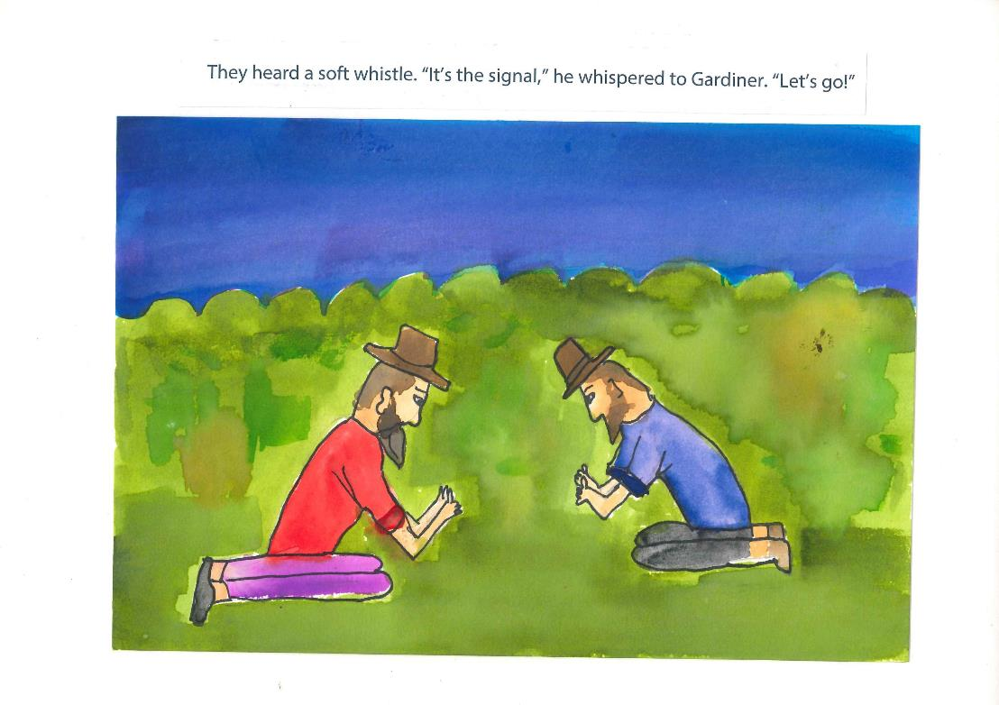 They heard a soft whistle. “It’s the signal,” he whispered to Gardiner. “Let’s go!”